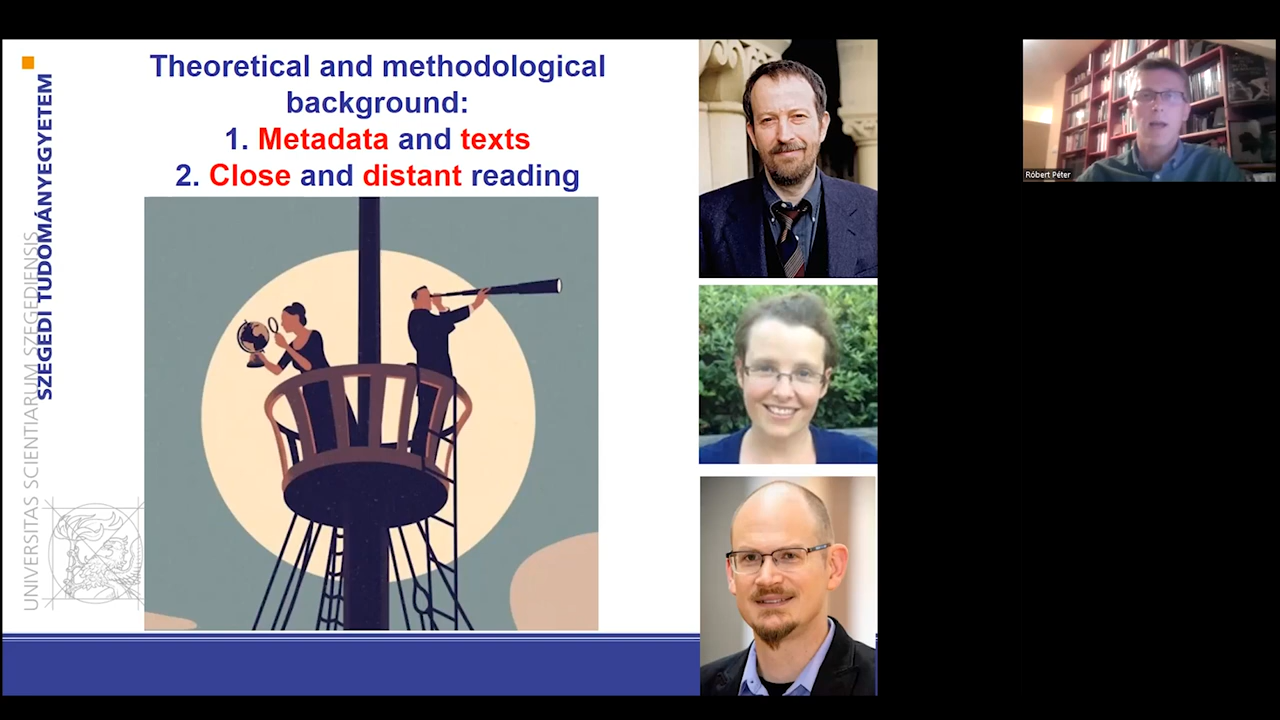 Theoretical and methodological
background:
1. Metadata and texts
2. Close and distant reading
SZEGEDI TUDOMÁNYEGYETEM
UNIVERSITAS SCIENTIARUM SZEGEDIENSIS
Róbert Péter